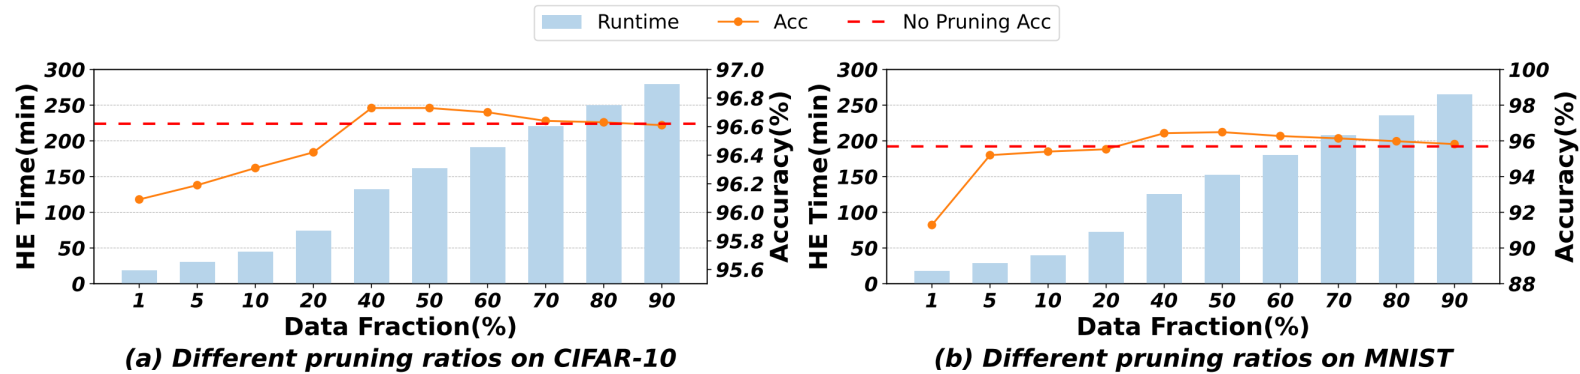 Runtime Acc No Pruning Acc
300 250 200 150 100 50 0
HE Time(min)
97.0 96.8 96.6 96.4 96.2 96.0 95.8 95.6
Accuracy(%)
1 5 10 20 40 50 60 70 80 90
Data Fraction(%)
(a) Different pruning ratios on CIFAR-10
300 250 200 150 100 50 0
HE Time(min)
100 98 96 94 92 90 88
Accuracy(%)
1 5 10 20 40 50 60 70 80 90
Data Fraction(%)
(b) Different pruning ratios on MNIST